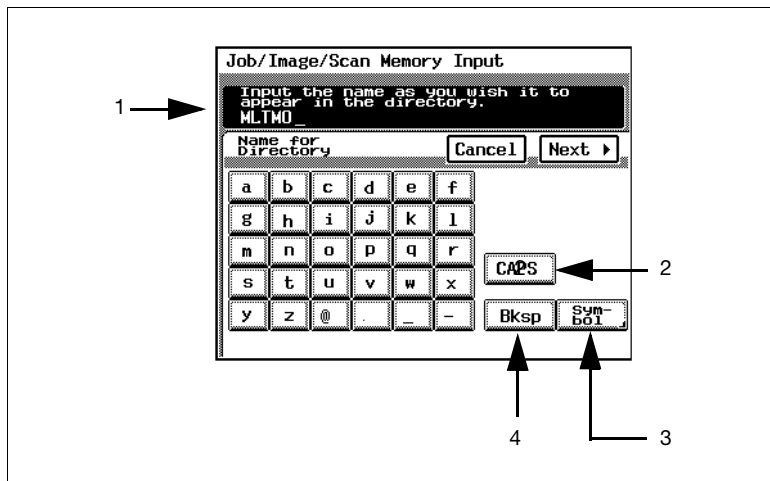 Job/Image/Scan Memory Input
1
Input the name as you wish it to
appear in the directory.
MLTMO_
Name for
Directory
Cancel Next ▸
a b c d e f
g h i j k l
m n o p q r
CAPS 2
s t u v w x
y z @ . _ -
Bksp Sym-
bol
4 3